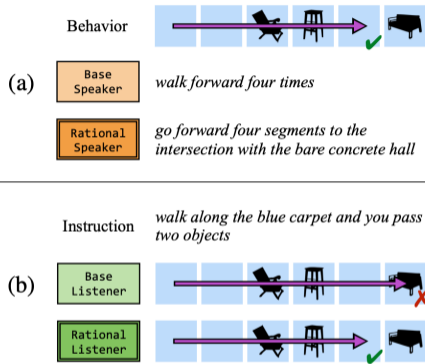 Behavior
(a)
Base
Speaker
walk forward four times
Rational
Speaker
go forward four segments to the
intersection with the bare concrete hall
Instruction
walk along the blue carpet and you pass
two objects
(b)
Base
Listener
Rational
Listener